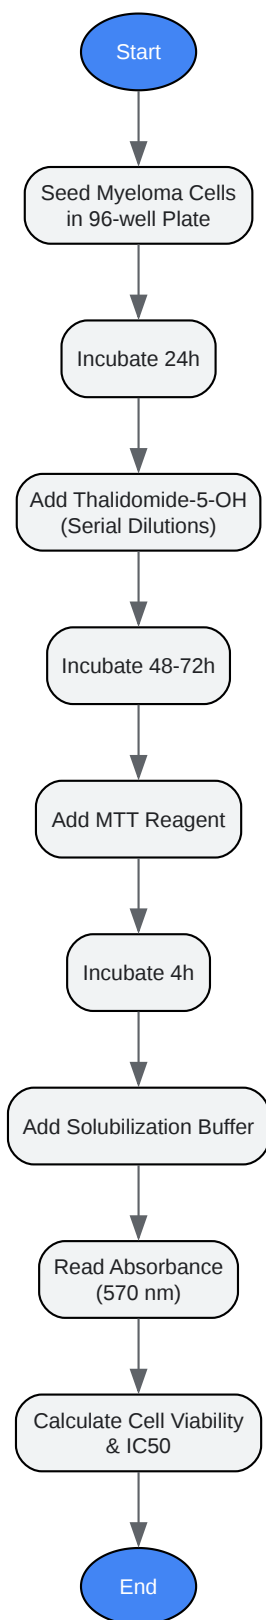 Start
Seed Myeloma Cells
in 96-well Plate
Incubate 24h
Add Thalidomide-5-OH
(Serial Dilutions)
Incubate 48-72h
Add MTT Reagent
Incubate 4h
Add Solubilization Buffer
Read Absorbance
(570 nm)
Calculate Cell Viability
& IC50
End